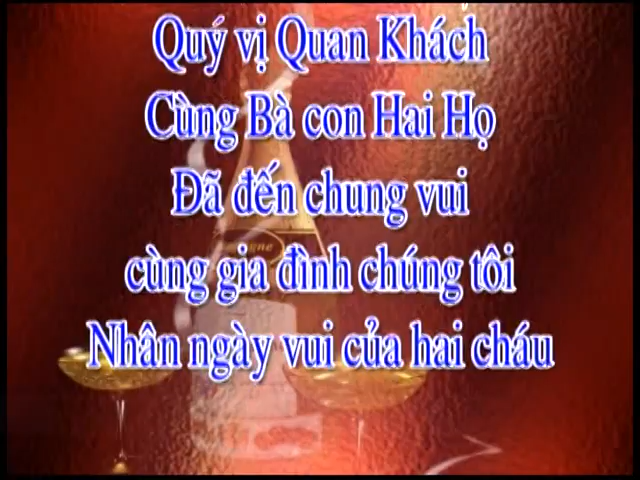 Quý vị Quan Khách
Cùng Bà con Hai Họ
Đã đến chung vui
cùng gia đình chúng tôi
Nhân ngày vui của hai cháu